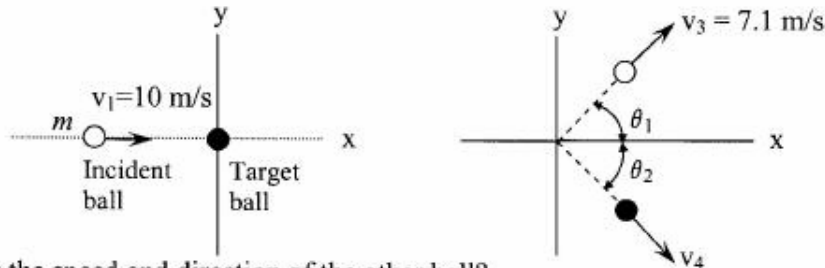 y
v₁=10 m/s
m
x
Incident ball
Target ball
y
v₃ = 7.1 m/s
θ₁
x
θ₂
v₄
the speed and direction of the other ball?